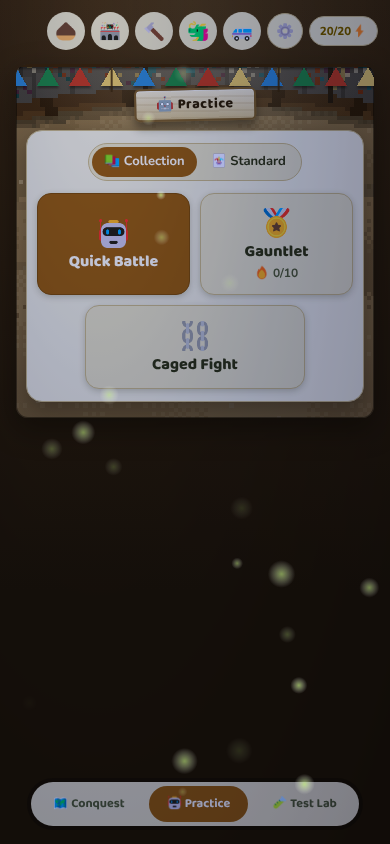 20/20
Practice
Collection
Standard
Quick Battle
Gauntlet
0/10
Caged Fight
Conquest
Practice
Test Lab